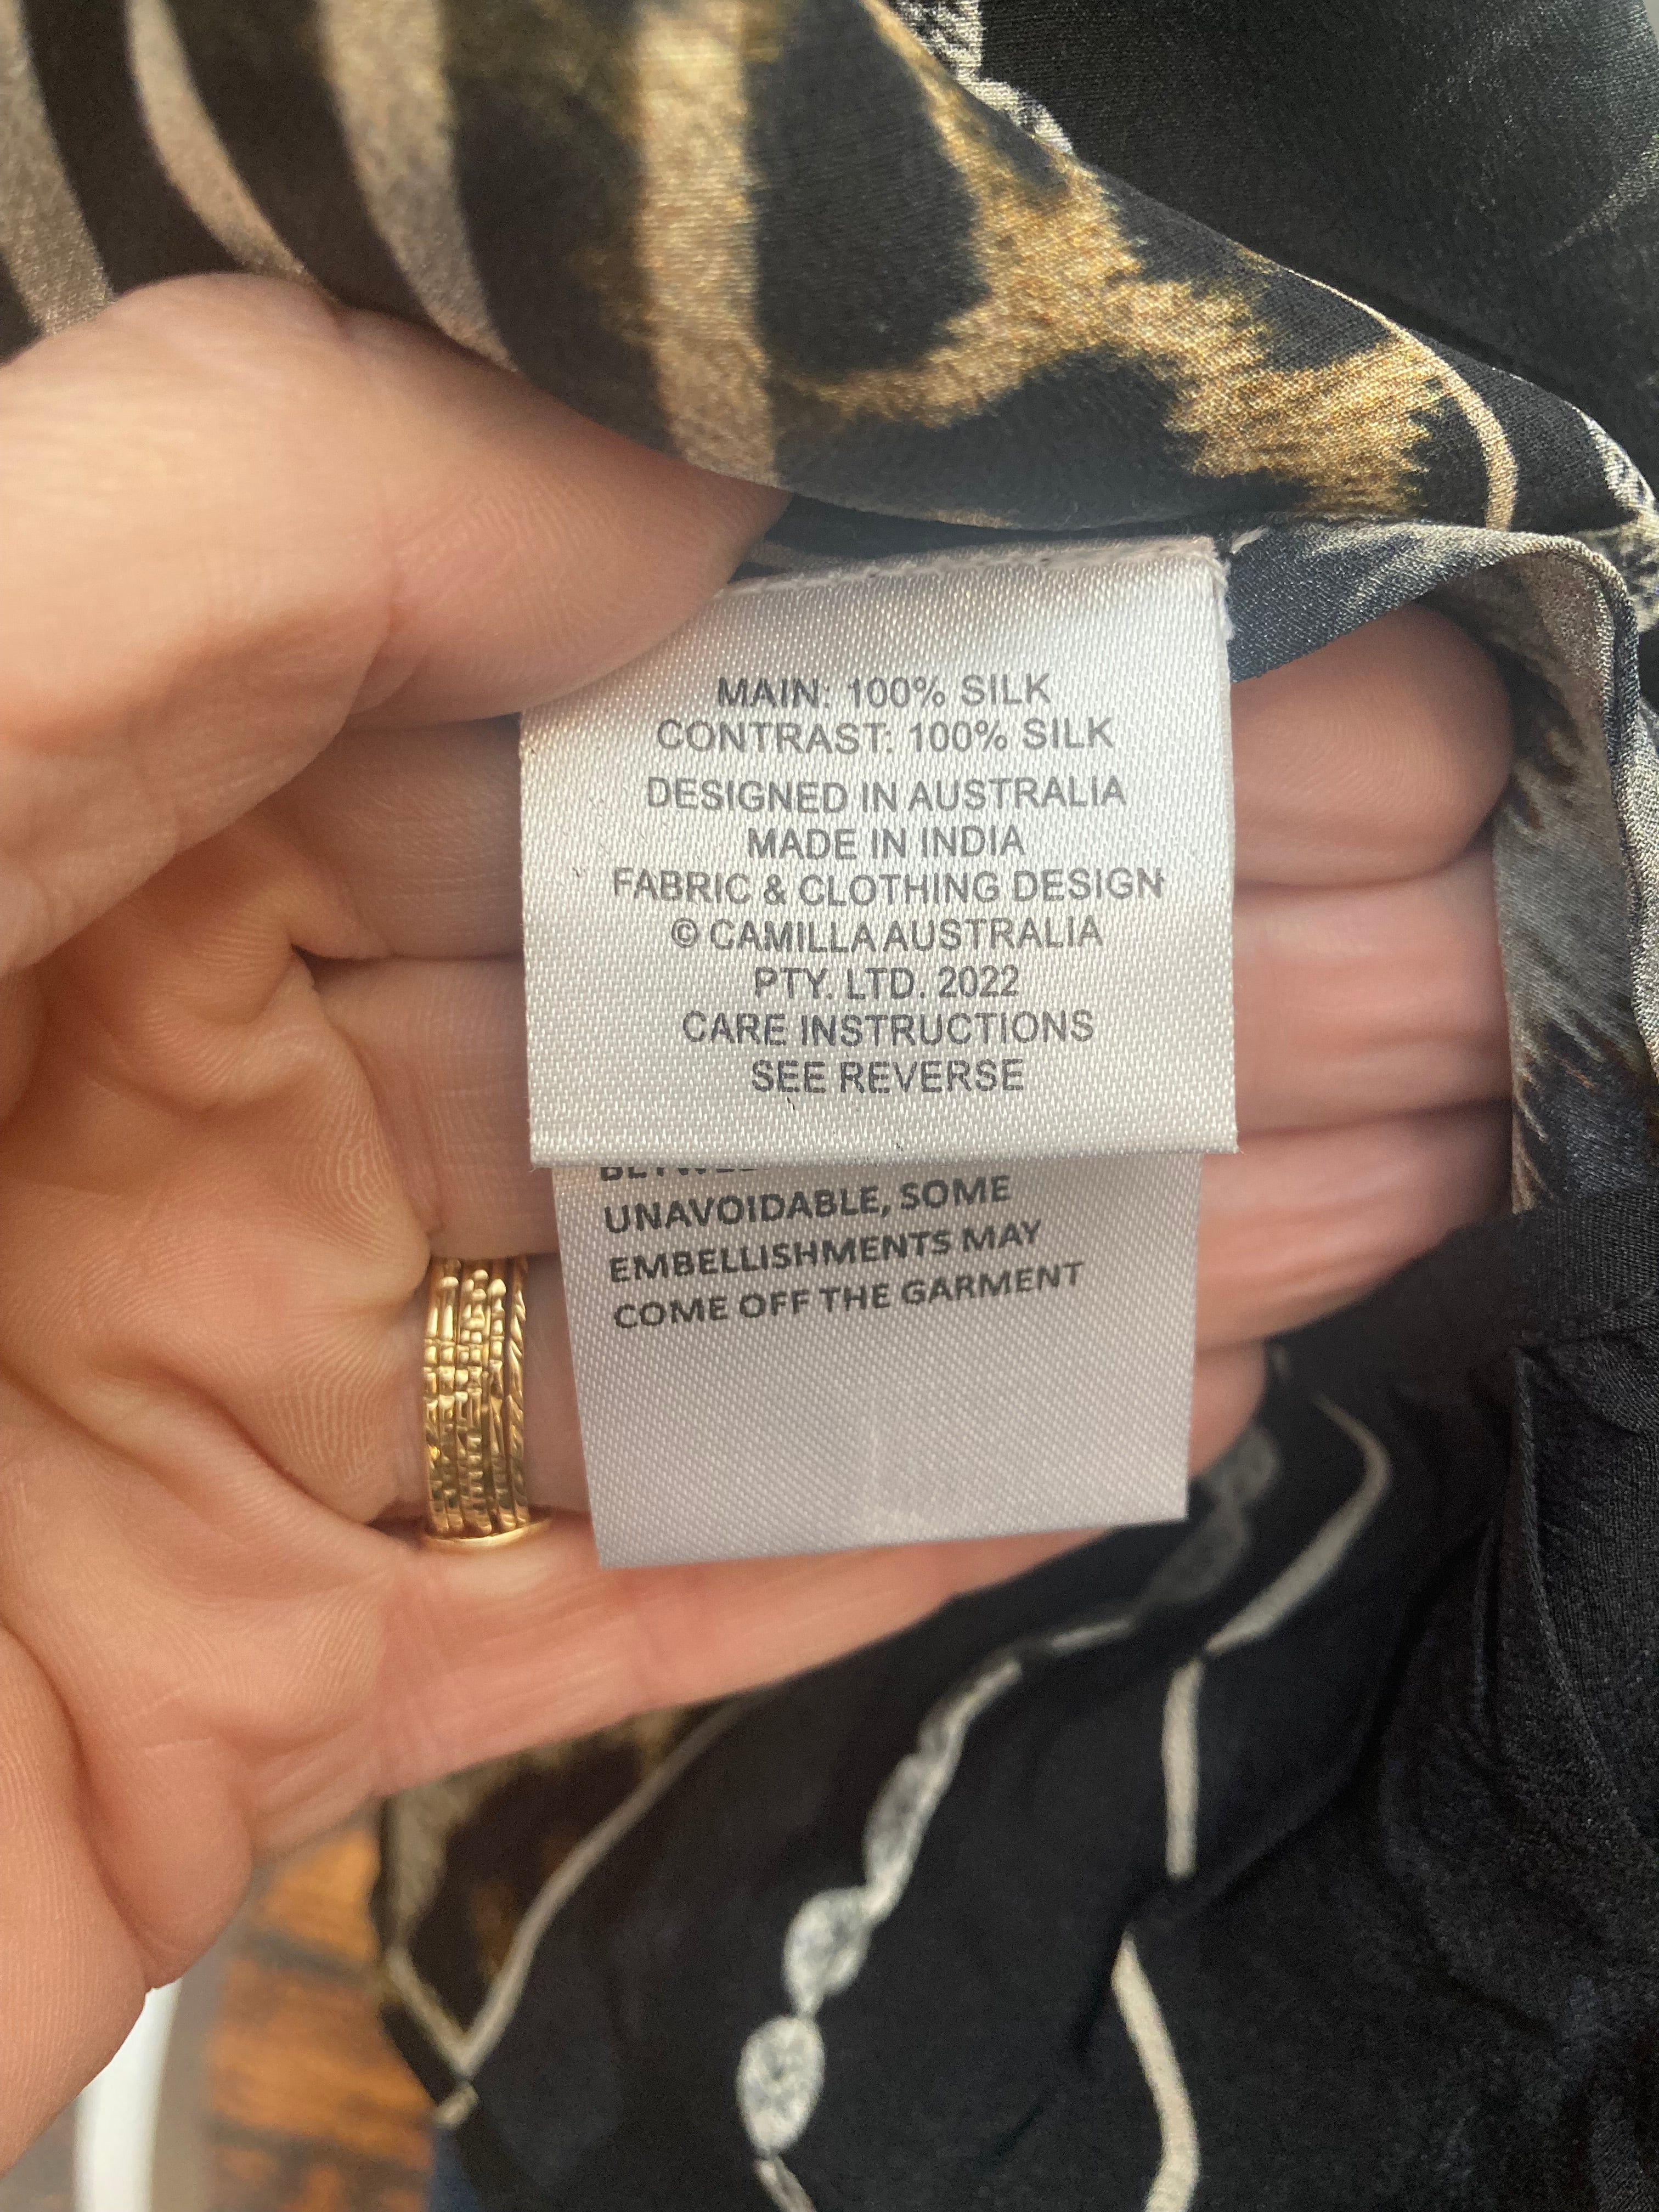 MAIN: 100% SILK
CONTRAST: 100% SILK
DESIGNED IN AUSTRALIA
MADE IN INDIA
FABRIC & CLOTHING DESIGN
© CAMILLA AUSTRALIA
PTY. LTD. 2022
CARE INSTRUCTIONS
SEE REVERSE
UNAVOIDABLE, SOME
EMBELLISHMENTS MAY
COME OFF THE GARMENT